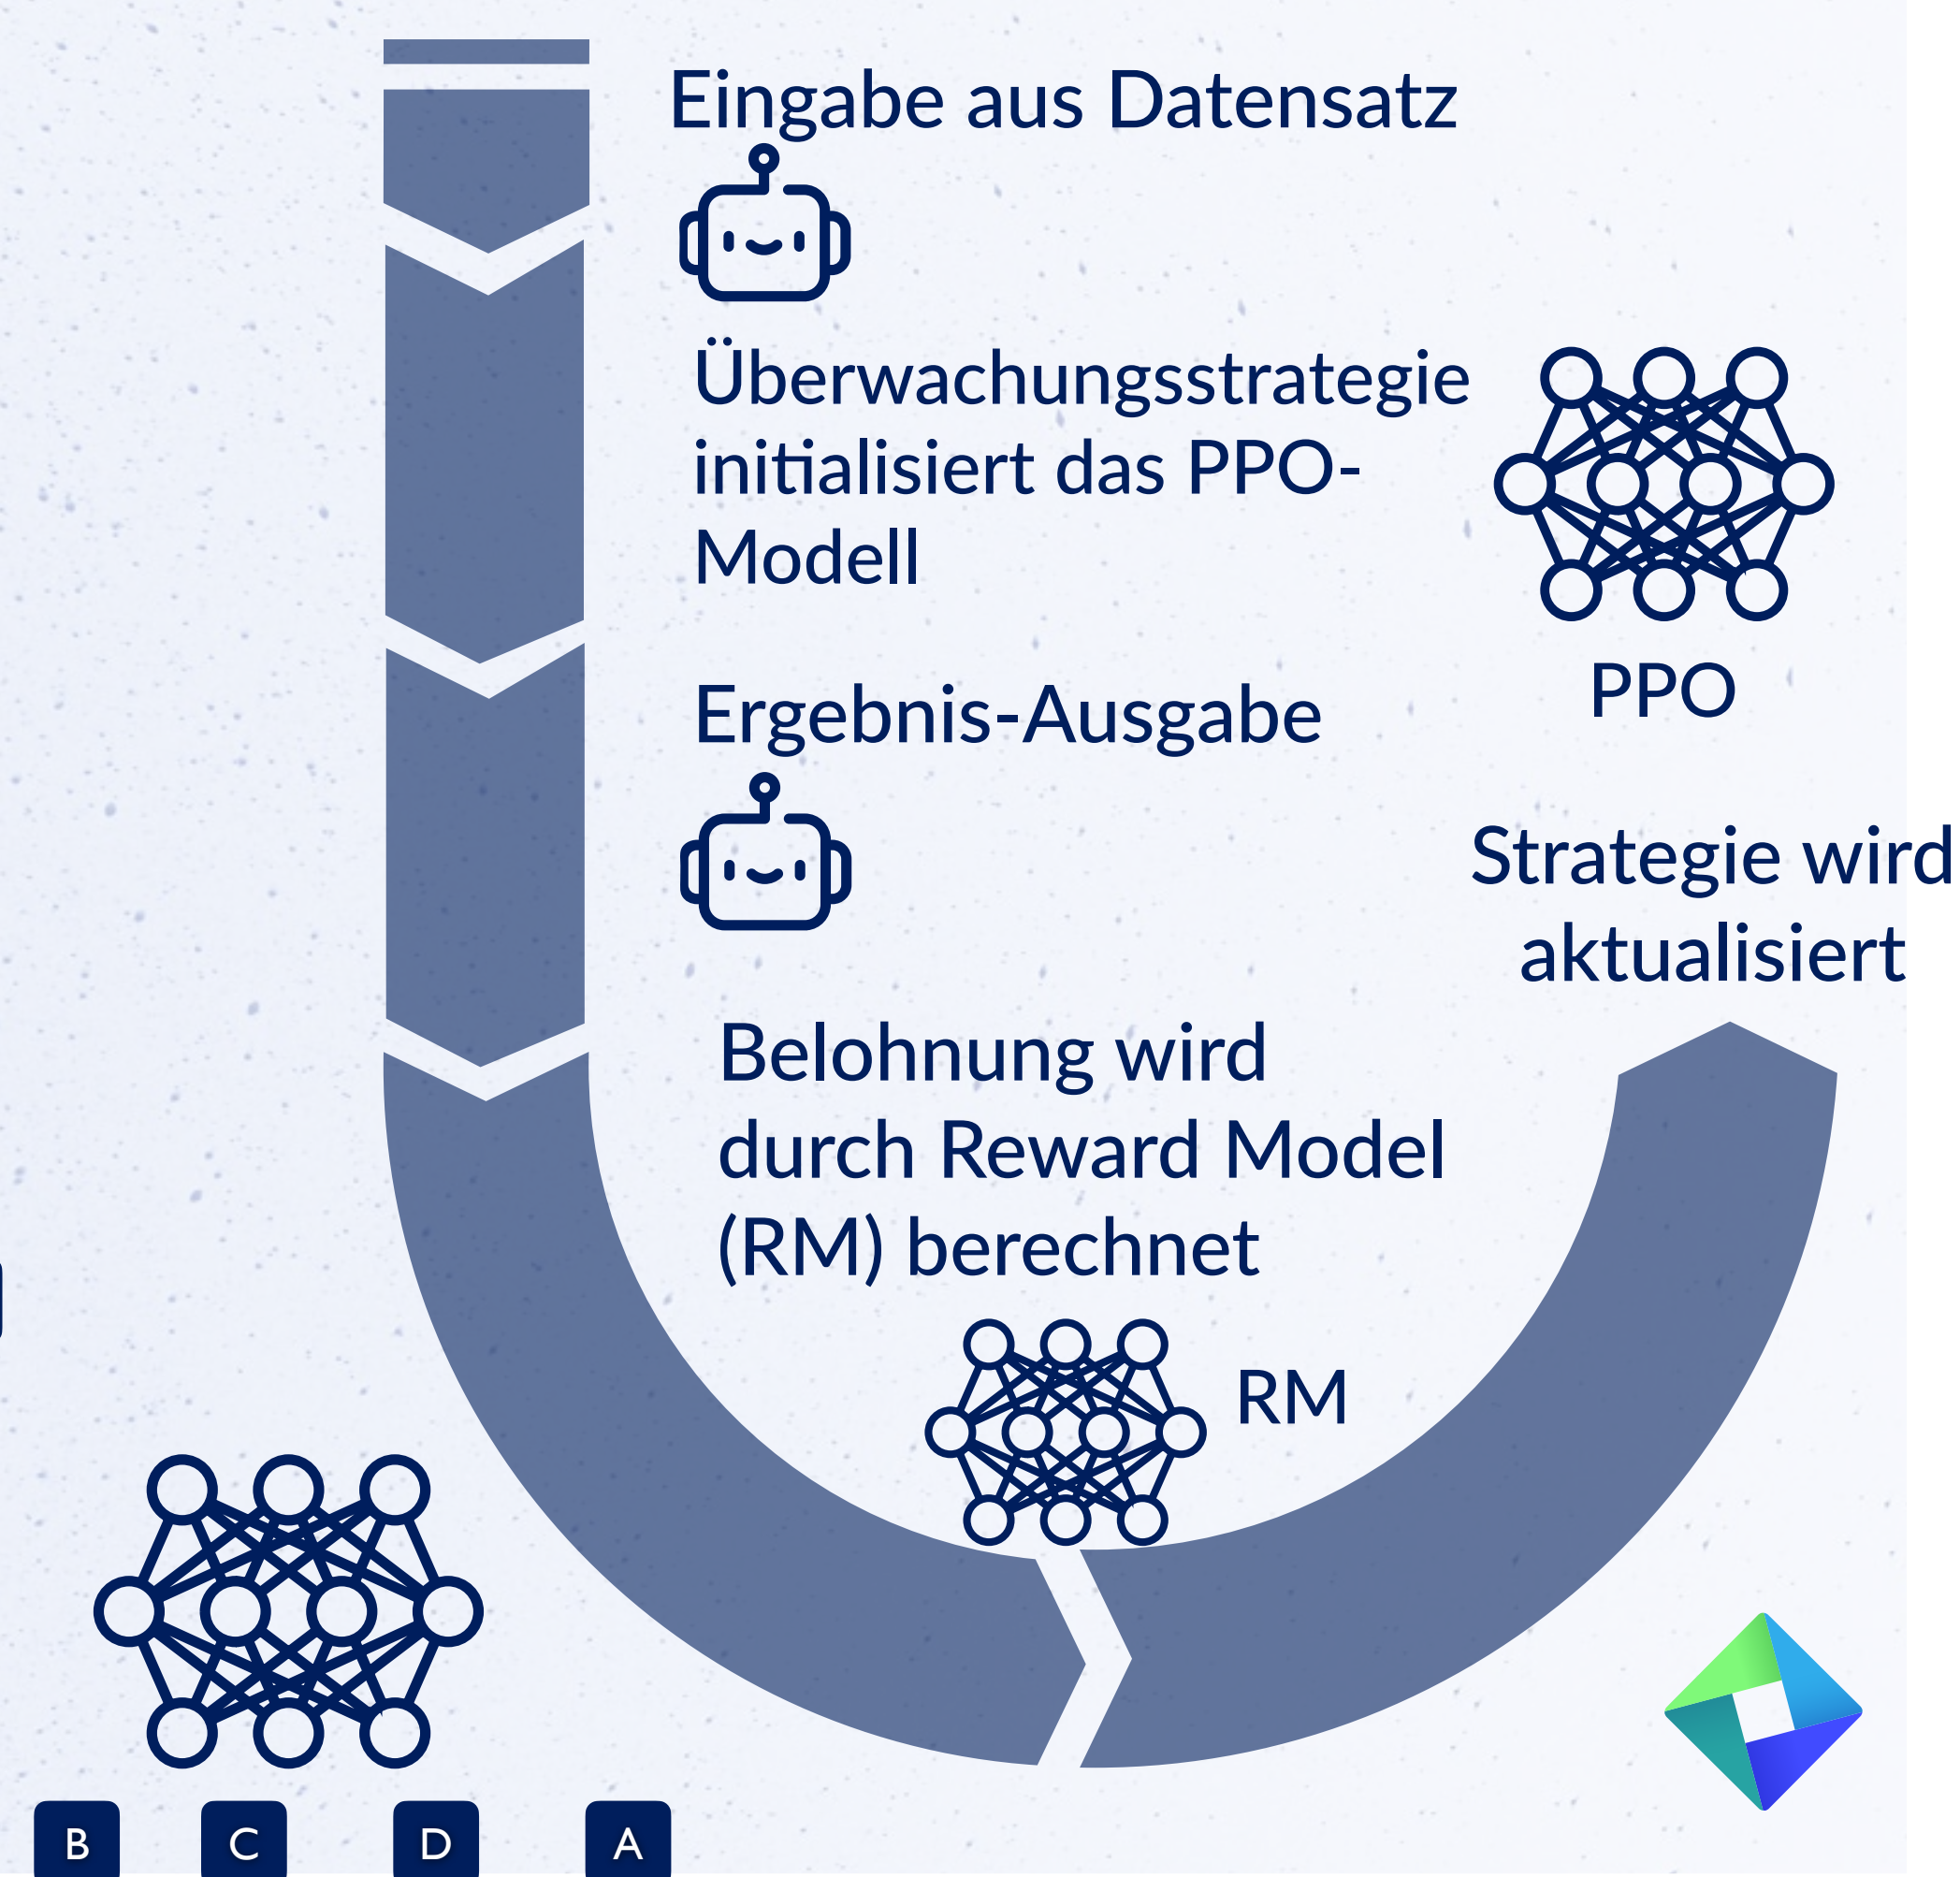 Eingabe aus Datensatz
Überwachungsstrategie
initialisiert das PPO-
Modell
PPO
Ergebnis-Ausgabe
Strategie wird
aktualisiert
Belohnung wird
durch Reward Model
(RM) berechnet
RM
B C D A